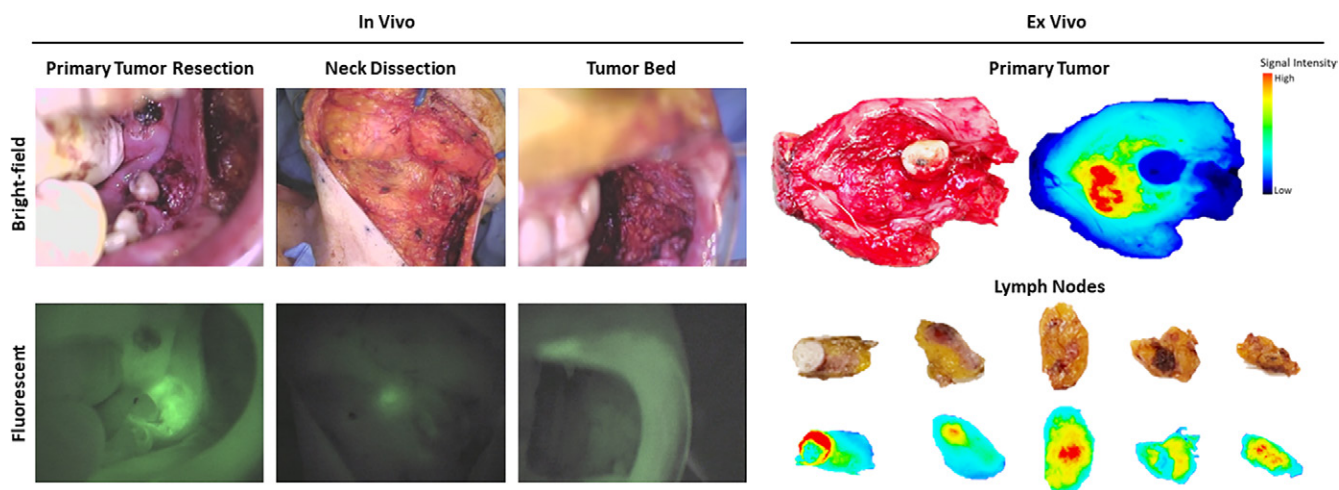 In Vivo
Ex Vivo
Primary Tumor Resection
Neck Dissection
Tumor Bed
Primary Tumor
Signal Intensity
High
Low
Bright-field
Lymph Nodes
Fluorescent